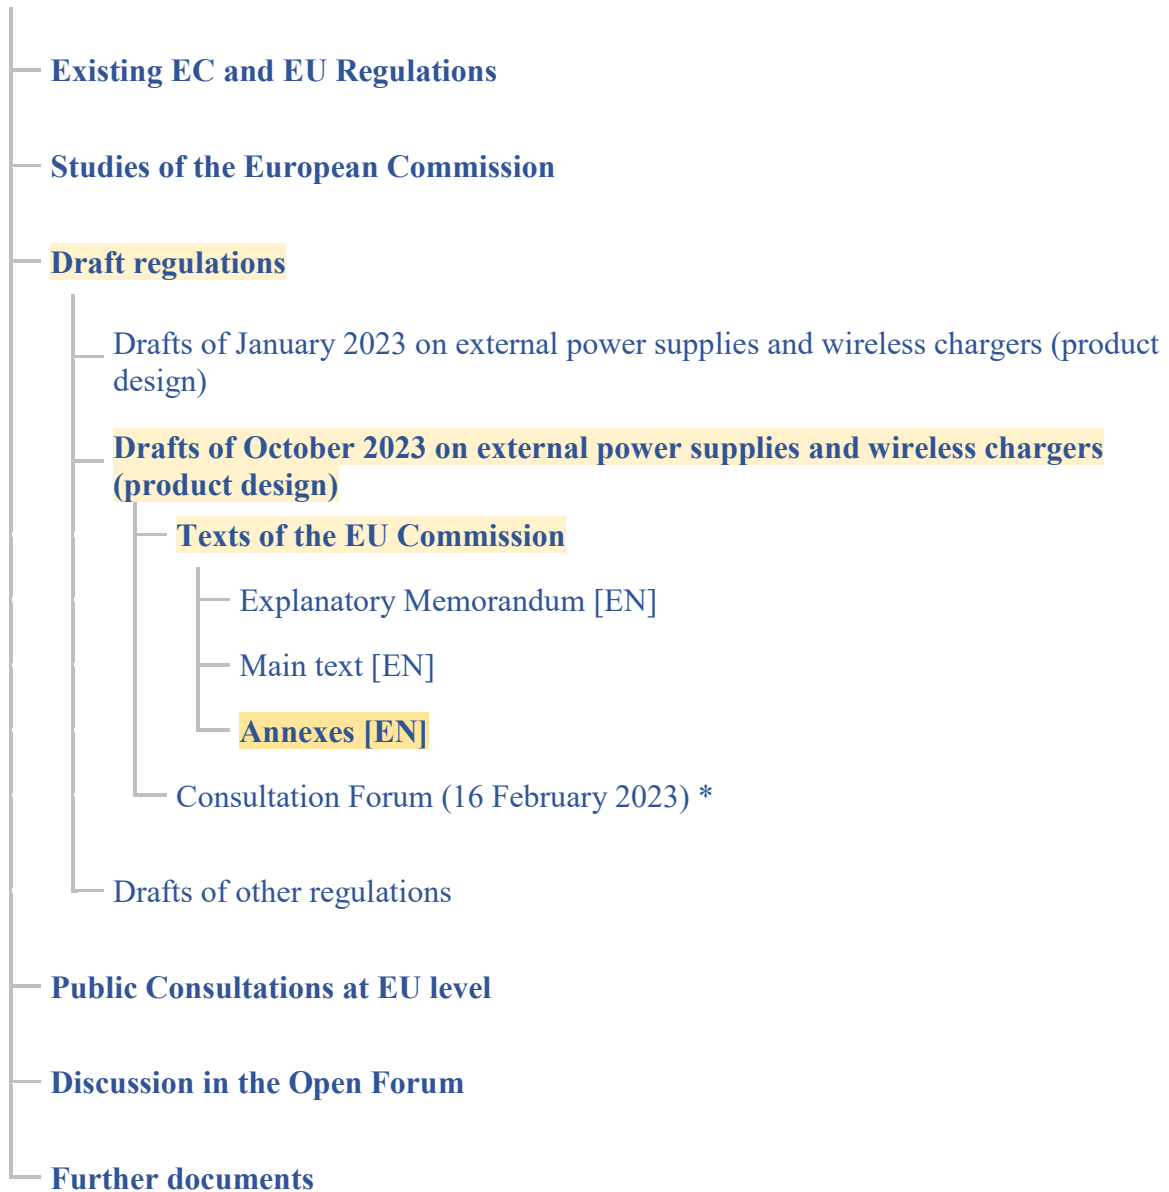 Existing EC and EU Regulations
Studies of the European Commission
Draft regulations
Drafts of January 2023 on external power supplies and wireless chargers (product
design)
Drafts of October 2023 on external power supplies and wireless chargers
(product design)
Texts of the EU Commission
Explanatory Memorandum [EN]
Main text [EN]
Annexes [EN]
Consultation Forum (16 February 2023) *
Drafts of other regulations
Public Consultations at EU level
Discussion in the Open Forum
Further documents